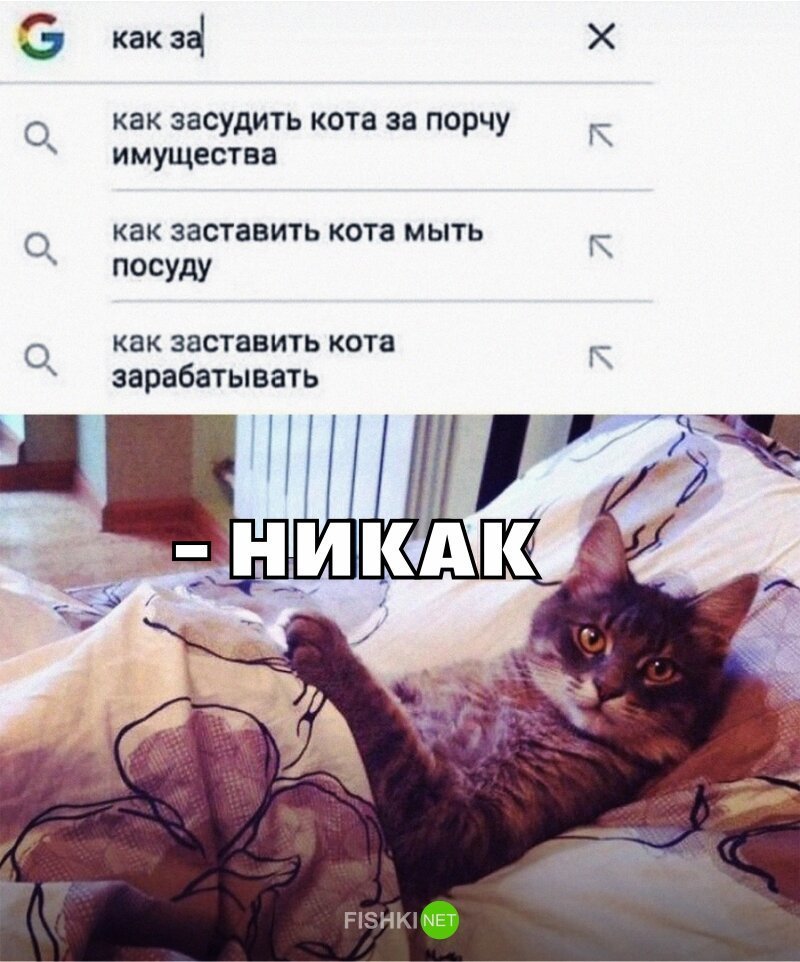 как за
как засудить кота за порчу
имущества
как заставить кота мыть
посуду
как заставить кота
зарабатывать
- НИКАК
FISHKI NET